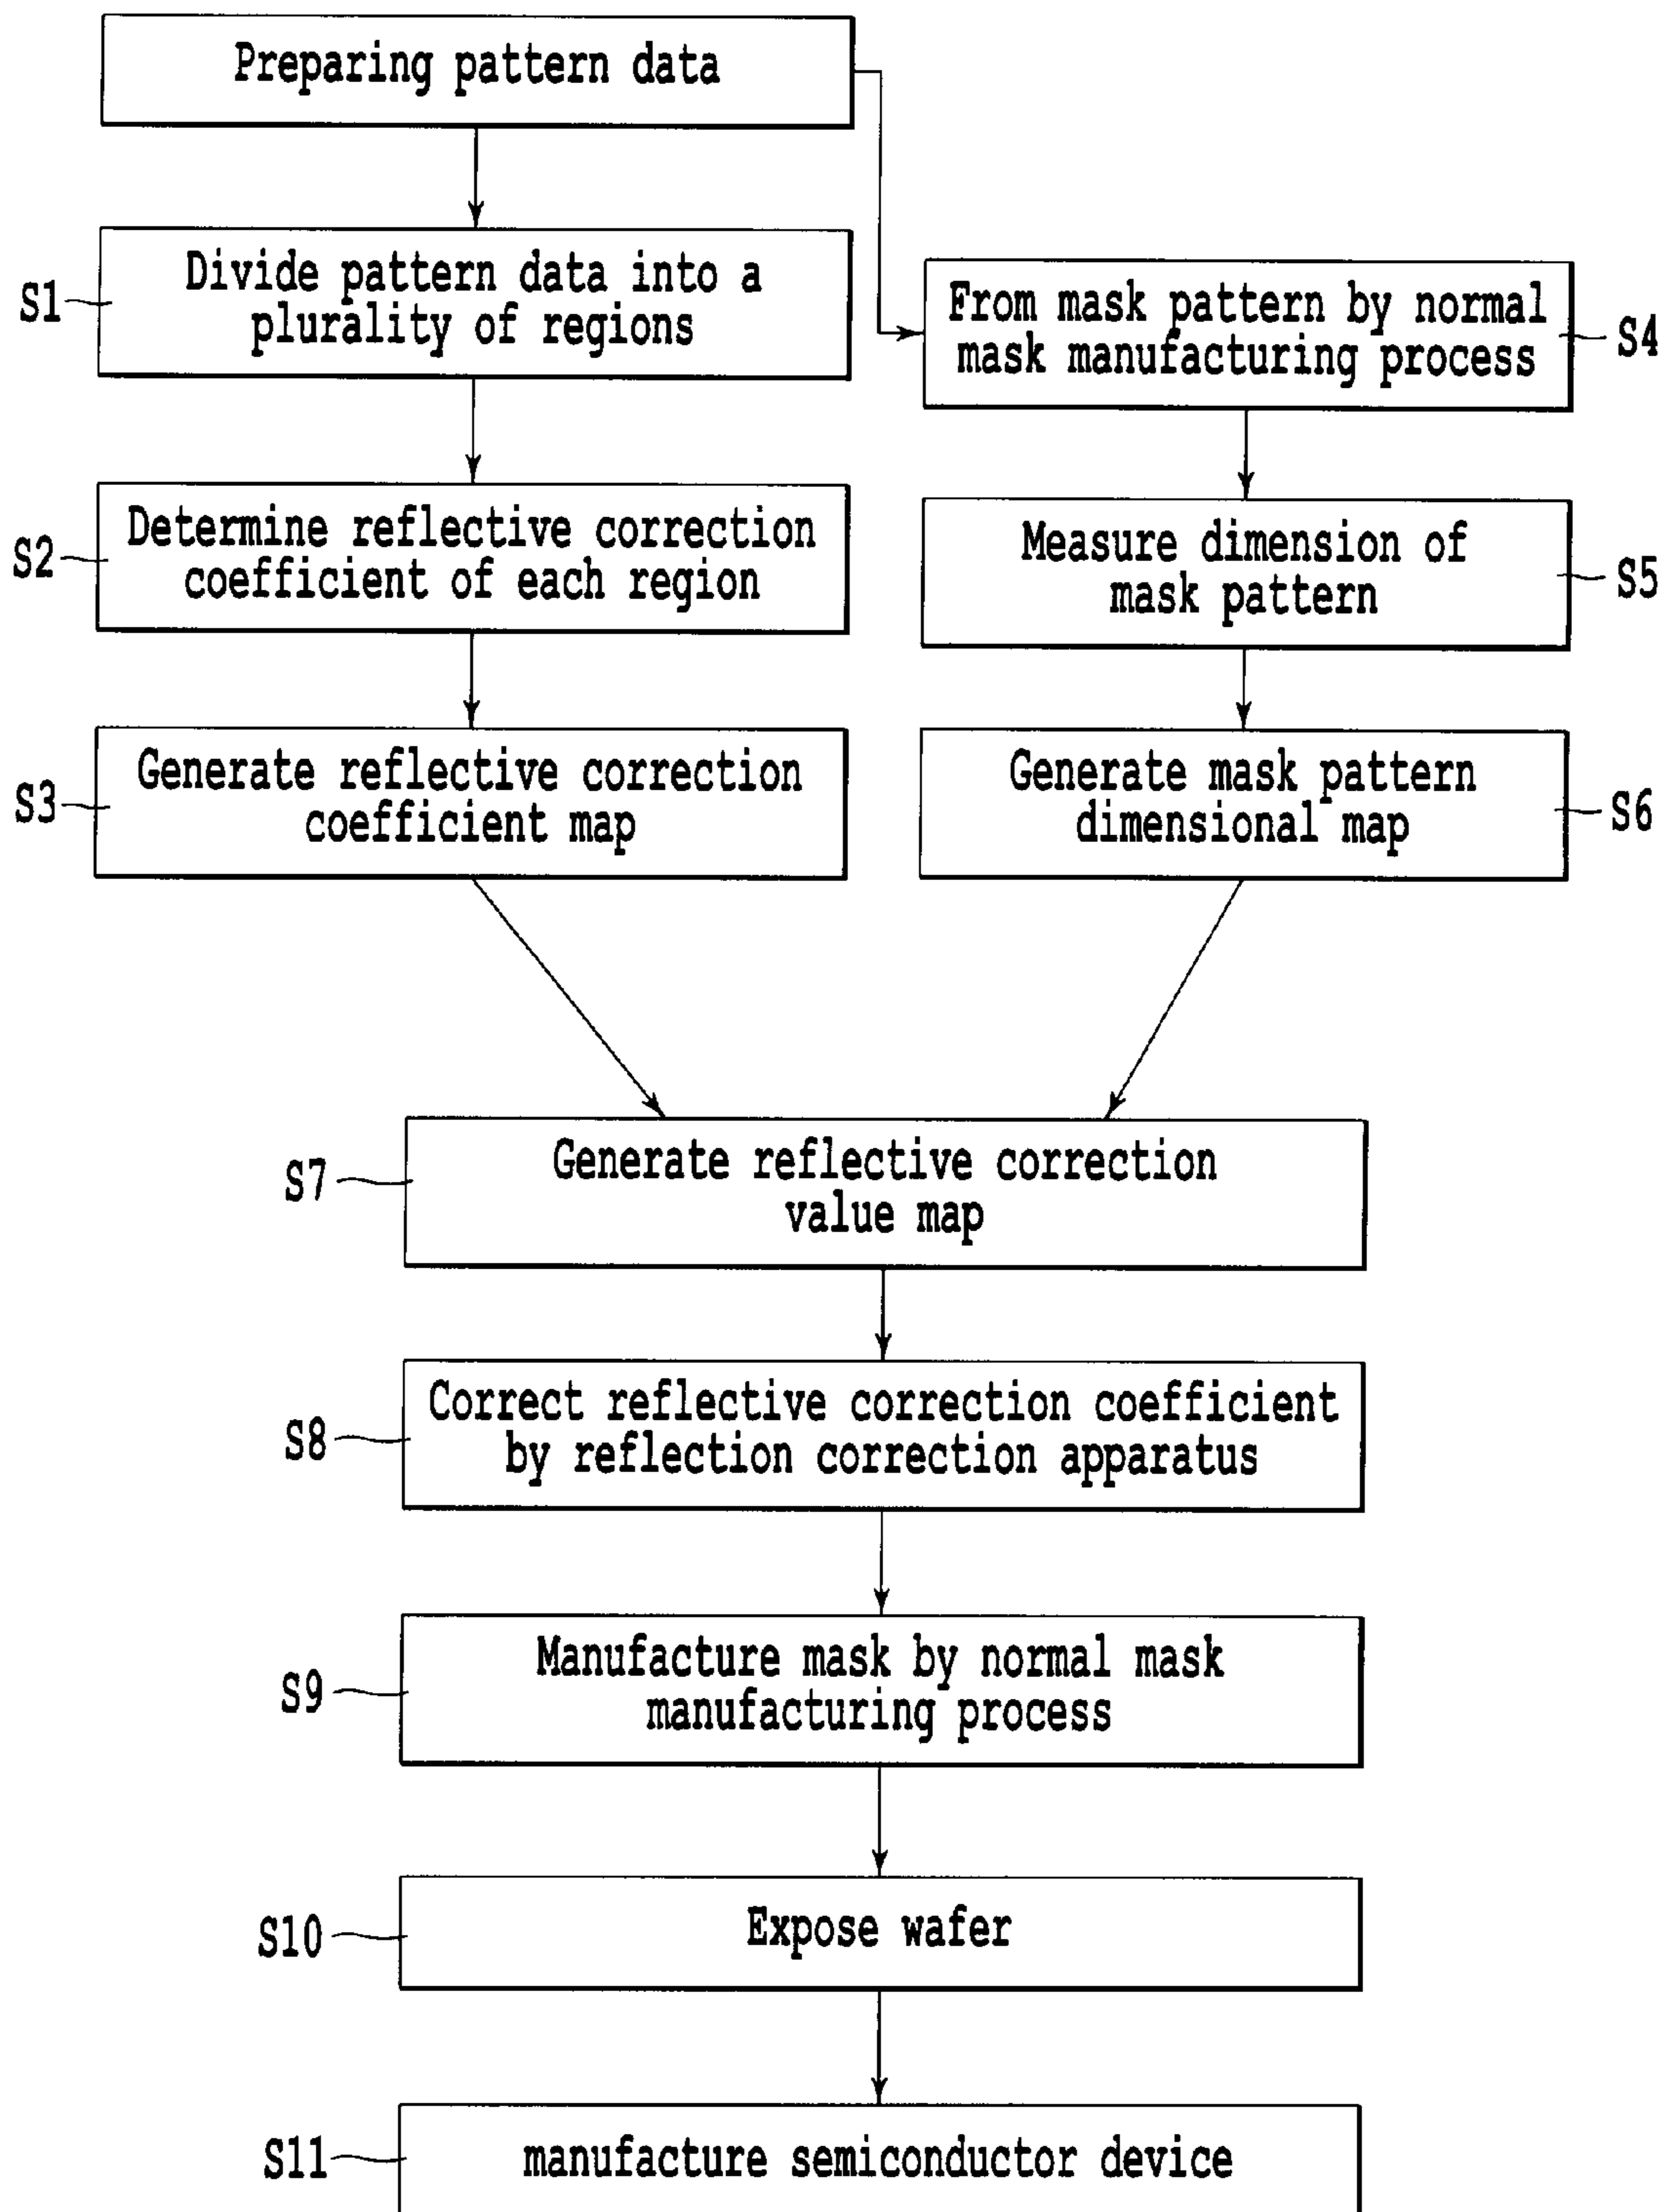 Preparing pattern data
S1
Divide pattern data into a
plurality of regions
S2
Determine reflective correction
coefficient of each region
S3
Generate reflective correction
coefficient map
From mask pattern by normal
mask manufacturing process
S4
Measure dimension of
mask pattern
S5
Generate mask pattern
dimensional map
S6
S7
Generate reflective correction
value map
S8
Correct reflective correction coefficient
by reflection correction apparatus
S9
Manufacture mask by normal mask
manufacturing process
S10
Expose wafer
S11
manufacture semiconductor device